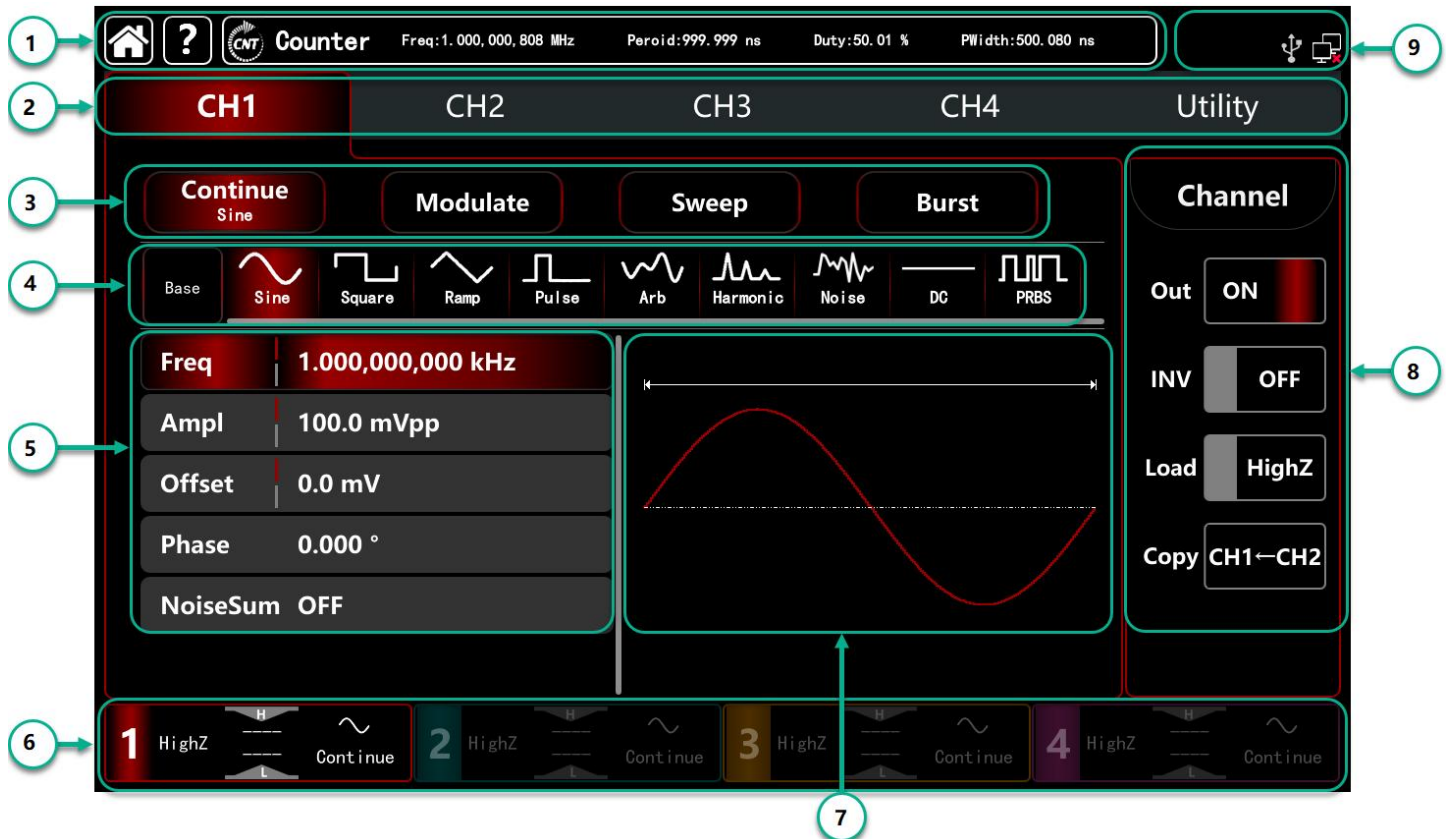 1
? CNT Counter Freq:1.000,000,808 MHz Peroid:999.999 ns Duty:50.01 % PWidth:500.080 ns
9
2
CH1 CH2 CH3 CH4 Utility
3
Continue
Sine
Modulate Sweep Burst
4
Base Sine Square Ramp Pulse Arb Harmonic Noise DC PRBS
5
Freq 1.000,000,000 kHz
Ampl 100.0 mVpp
Offset 0.0 mV
Phase 0.000 °
NoiseSum OFF
Channel
Out ON
INV OFF
Load HighZ
Copy CH1←CH2
8
6
1 HighZ H ---- ---- L Continue
2 HighZ H ---- ---- L Continue
3 HighZ H ---- ---- L Continue
4 HighZ H ---- ---- L Continue
7